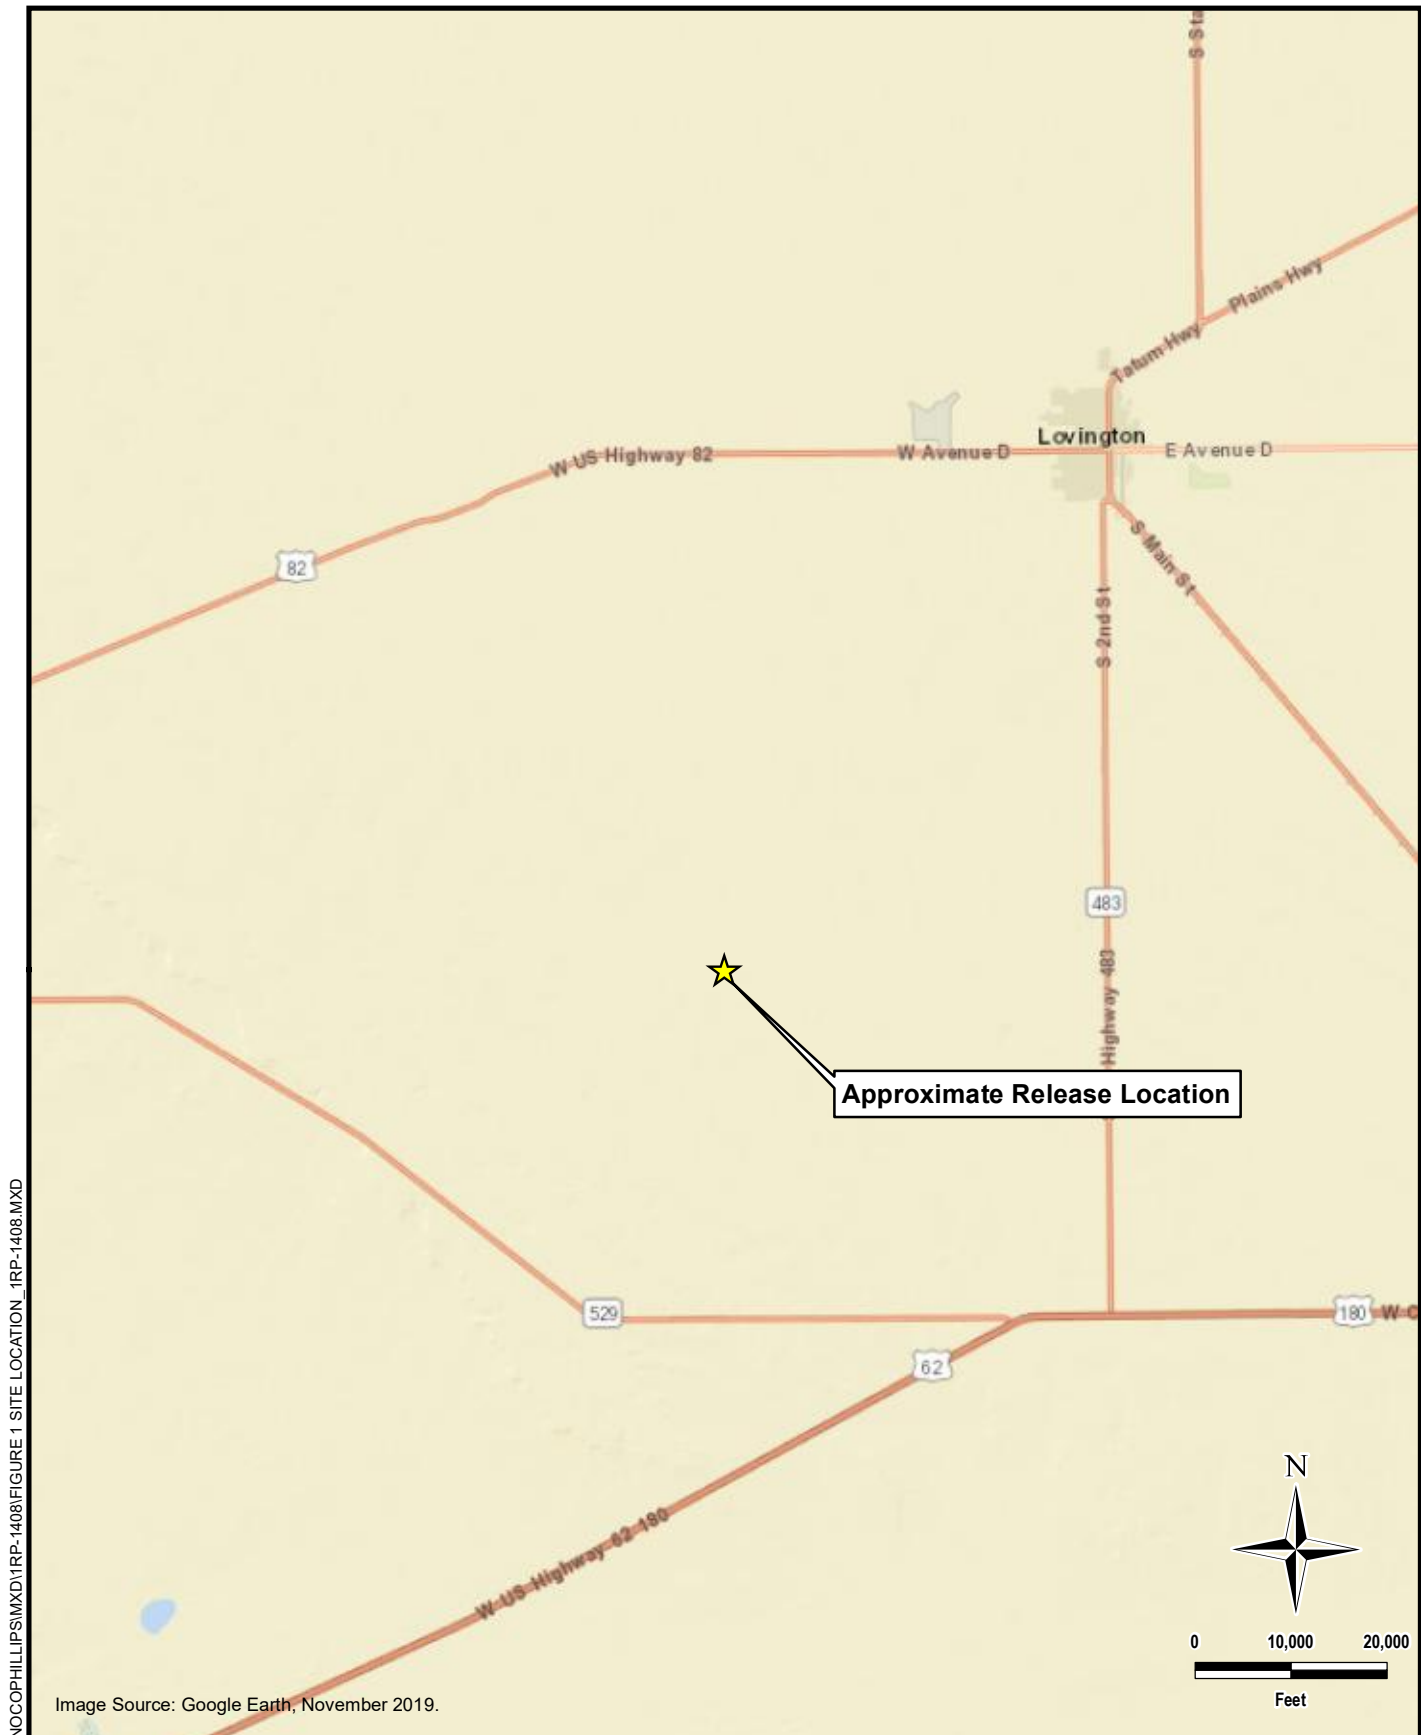 S Sta
Plains Hwy
Tatum Hwy
Lovington
W US Highway 82
W Avenue D
E Avenue D
S Main St
82
S 2nd St
483
Highway 483
Approximate Release Location
529
180
W C
62
W US Highway 62 180
N
0 10,000 20,000
Feet
Image Source: Google Earth, November 2019.
NOCOPHILLIPS\MXD\1RP-1408\FIGURE 1 SITE LOCATION_1RP-1408.MXD